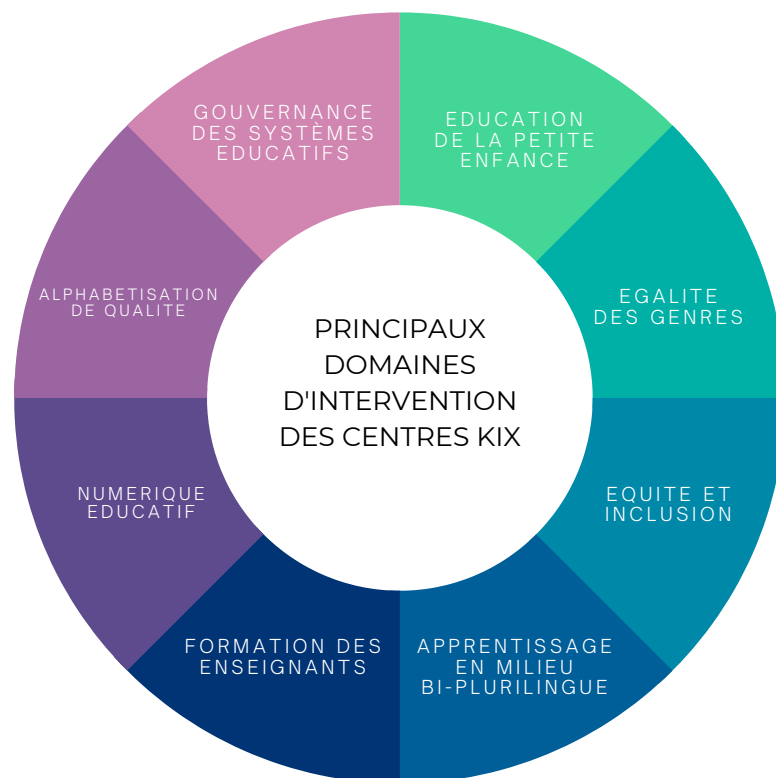 GOUVERNANCE
DES SYSTÈMES
EDUCATIFS
EDUCATION
DE LA PETITE
ENFANCE
ALPHABETISATION
DE QUALITE
EGALITE
DES GENRES
PRINCIPAUX
DOMAINES
D'INTERVENTION
DES CENTRES KIX
NUMERIQUE
EDUCATIF
EQUITE ET
INCLUSION
FORMATION DES
ENSEIGNANTS
APPRENTISSAGE
EN MILIEU
BI-PLURILINGUE